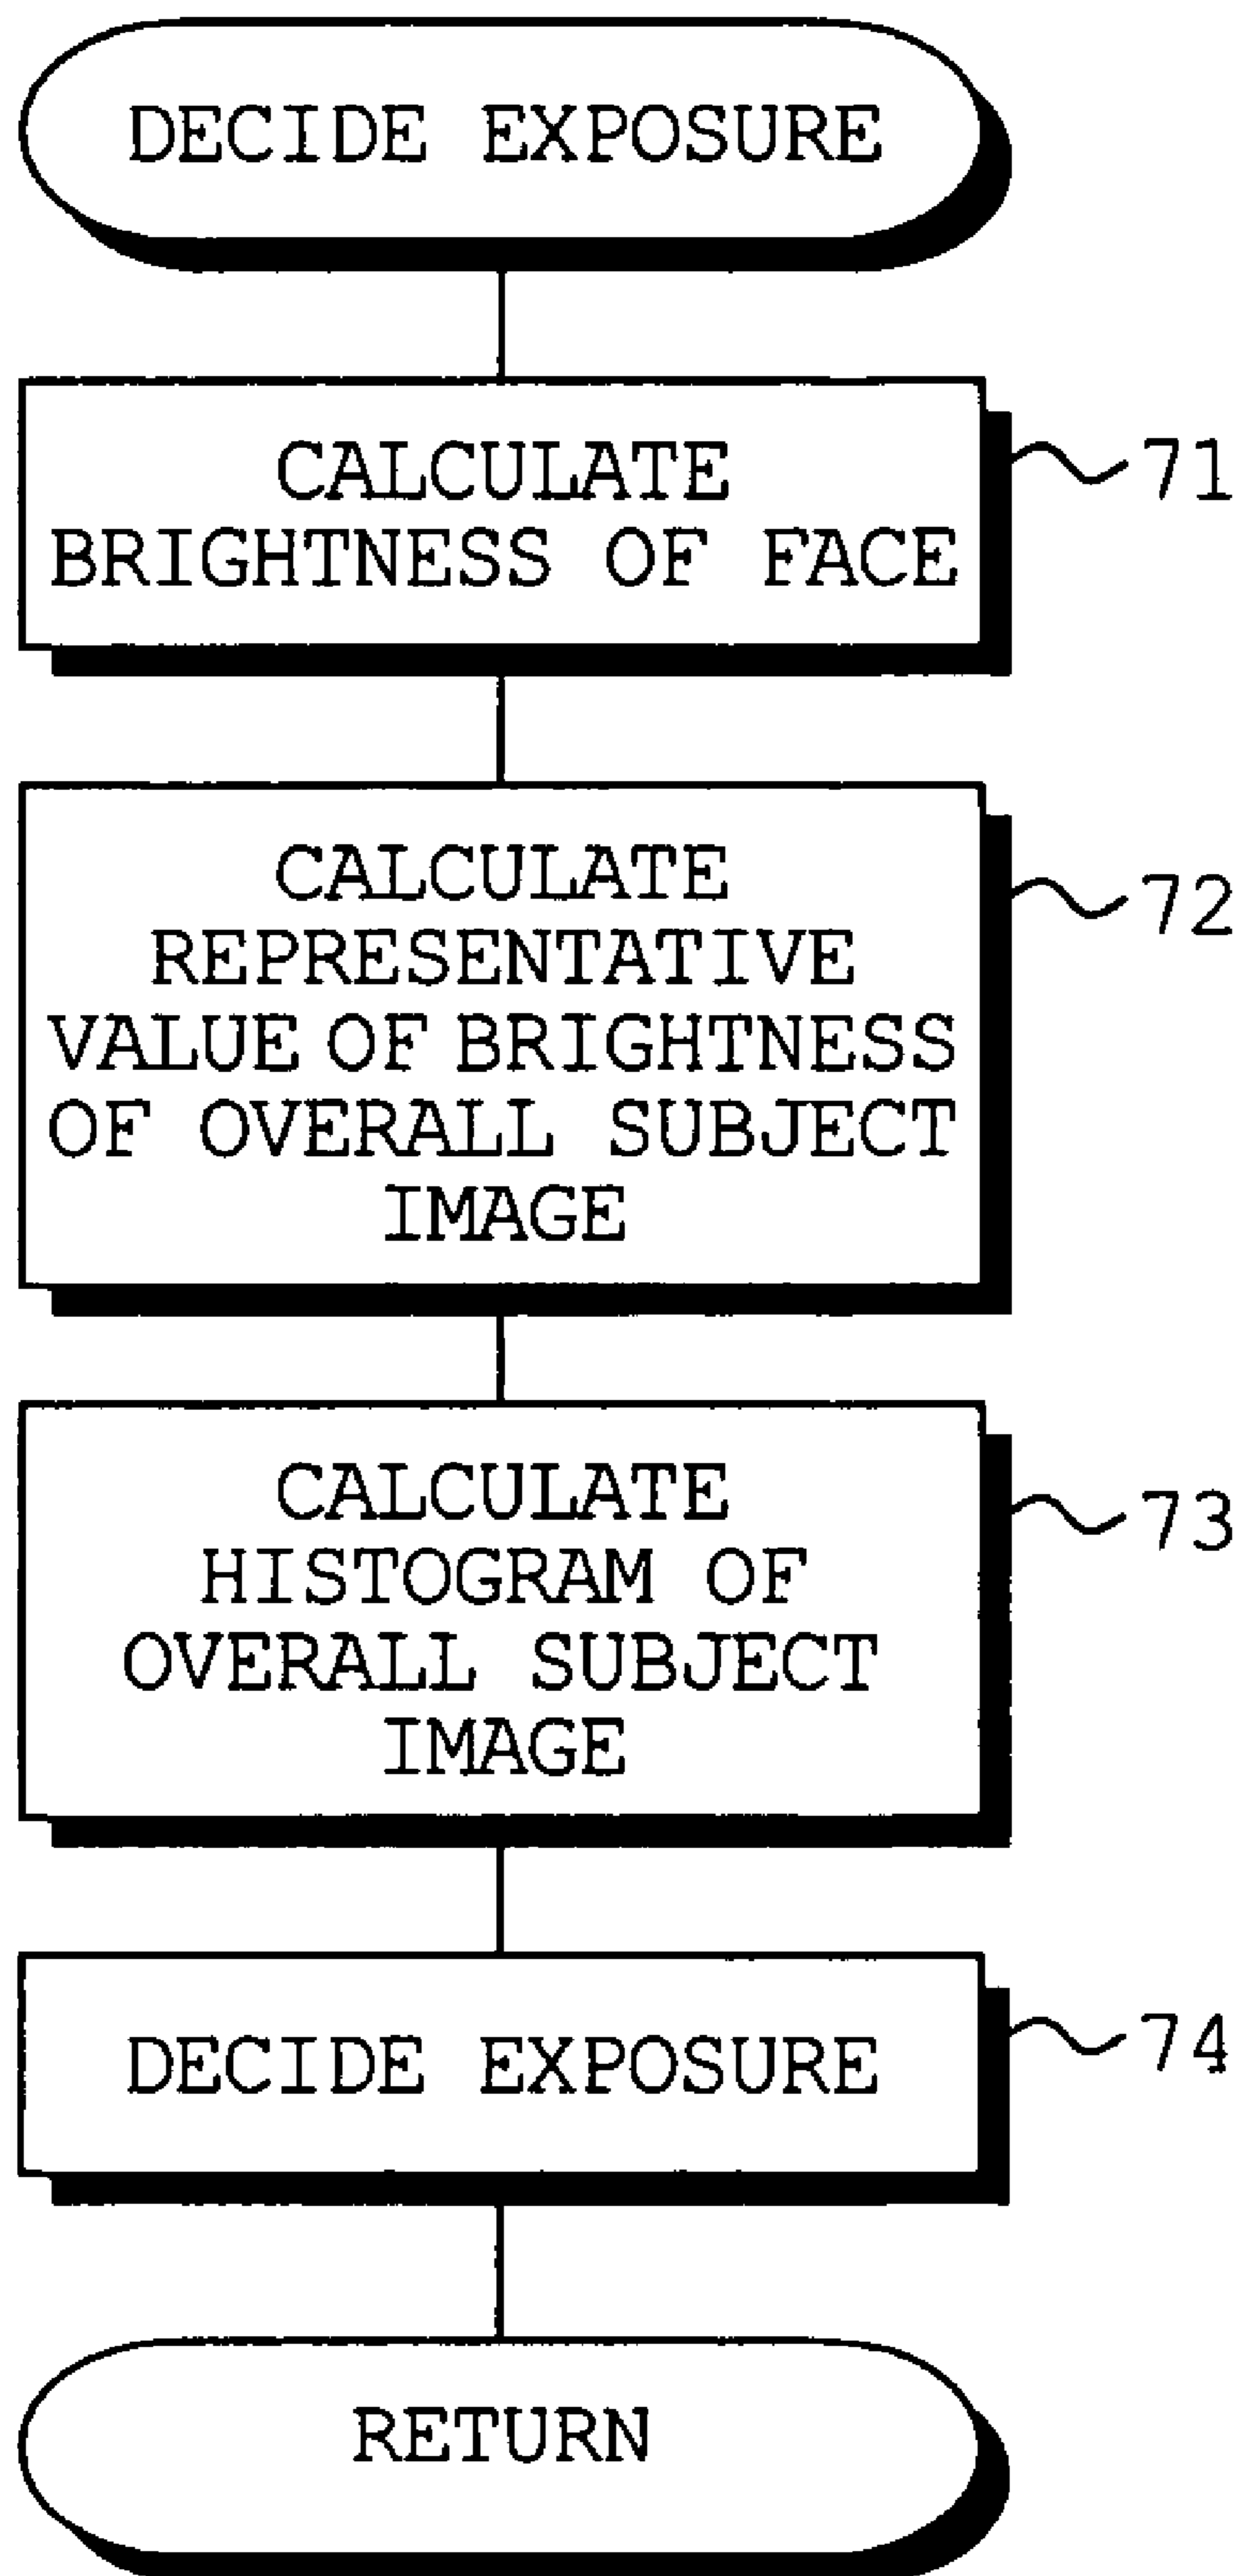 DECIDE EXPOSURE
CALCULATE
BRIGHTNESS OF FACE
71
CALCULATE
REPRESENTATIVE
VALUE OF BRIGHTNESS
OF OVERALL SUBJECT
IMAGE
72
CALCULATE
HISTOGRAM OF
OVERALL SUBJECT
IMAGE
73
DECIDE EXPOSURE
74
RETURN